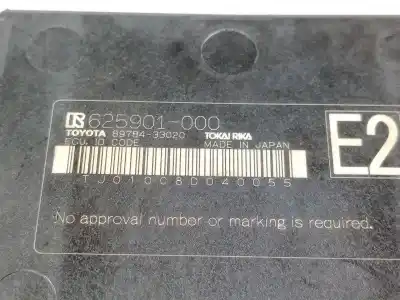 625901-000
TOYOTA 89784-33020 TOKAI RIKA
ECU, ID CODE MADE IN JAPAN
E2
TJ010C8D040055
No approval number or marking is required.